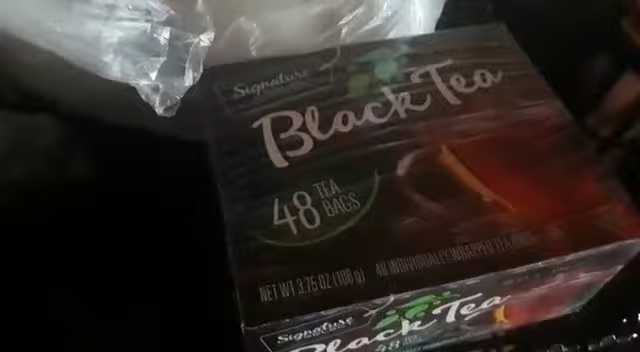 Signature
Black Tea
48 TEA
BAGS
NET WT 3.75 OZ (106 g) 48 INDIVIDUALLY WRAPPED TEA
Signature
Black Tea
48